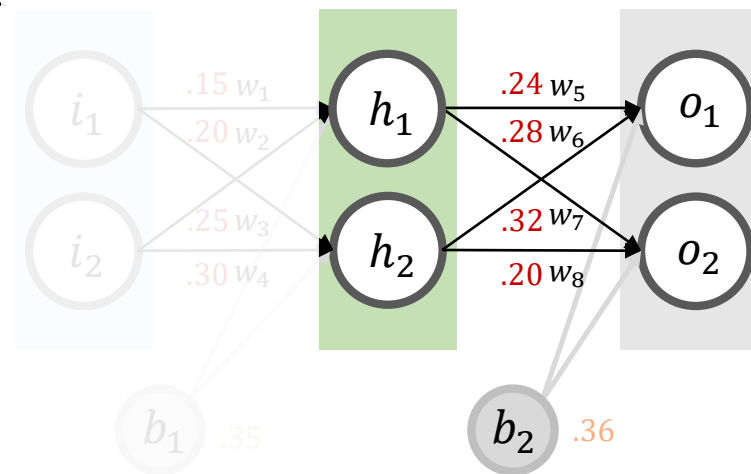 i₁ .15 w₁ h₁ .24 w₅ o₁
.20 w₂ .28 w₆
i₂ .25 w₃ h₂ .32 w₇ o₂
.30 w₄ .20 w₈
b₁ .35 b₂ .36